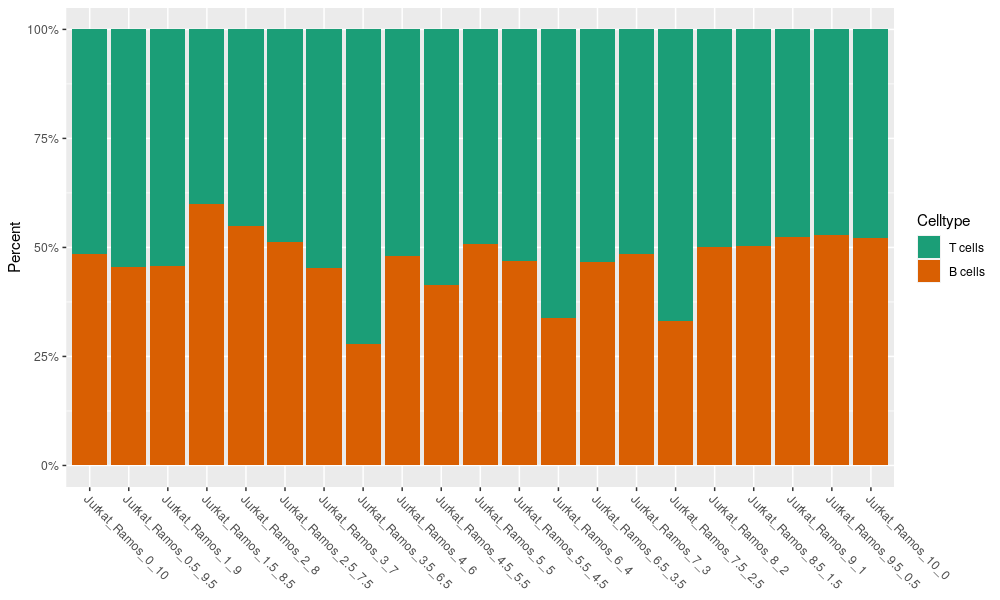 100%
75%
50%
25%
0%
Percent
Jurkat_Ramos_0_10
Jurkat_Ramos_0.5_9.5
Jurkat_Ramos_1_9
Jurkat_Ramos_1.5_8.5
Jurkat_Ramos_2_8
Jurkat_Ramos_2.5_7.5
Jurkat_Ramos_3_7
Jurkat_Ramos_3.5_6.5
Jurkat_Ramos_4_6
Jurkat_Ramos_4.5_5.5
Jurkat_Ramos_5_5
Jurkat_Ramos_5.5_4.5
Jurkat_Ramos_6_4
Jurkat_Ramos_6.5_3.5
Jurkat_Ramos_7_3
Jurkat_Ramos_7.5_2.5
Jurkat_Ramos_8_2
Jurkat_Ramos_8.5_1.5
Jurkat_Ramos_9_1
Jurkat_Ramos_9.5_0.5
Jurkat_Ramos_10_0
Celltype
T cells
B cells